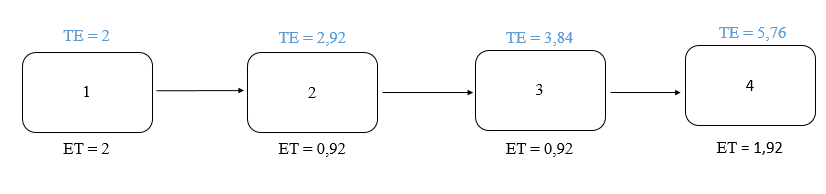 TE = 2
TE = 2,92
TE = 3,84
TE = 5,76
1
2
3
4
ET = 2
ET = 0,92
ET = 0,92
ET = 1,92